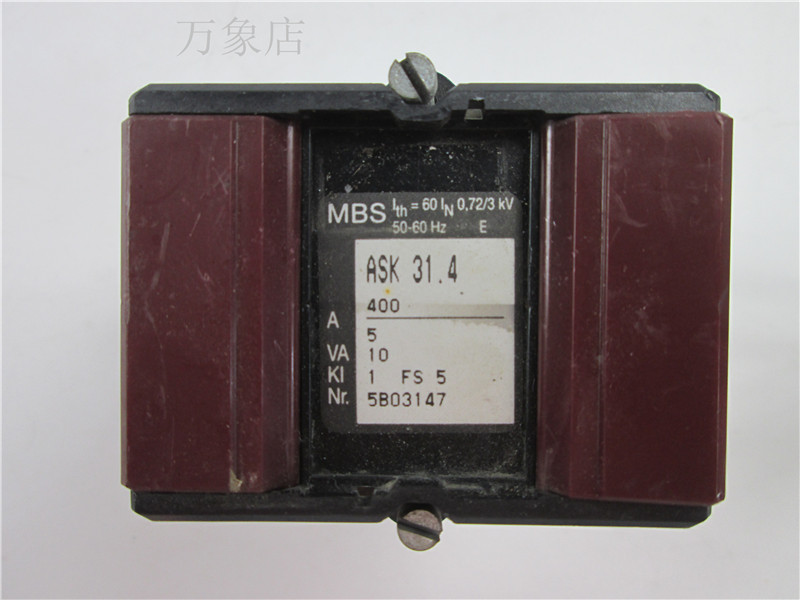 万象店
MBS Ith = 60 IN 0,72/3 kV
50-60 Hz E
ASK 31.4
400
A
5
VA 10
KI 1 FS 5
Nr. 5B03147